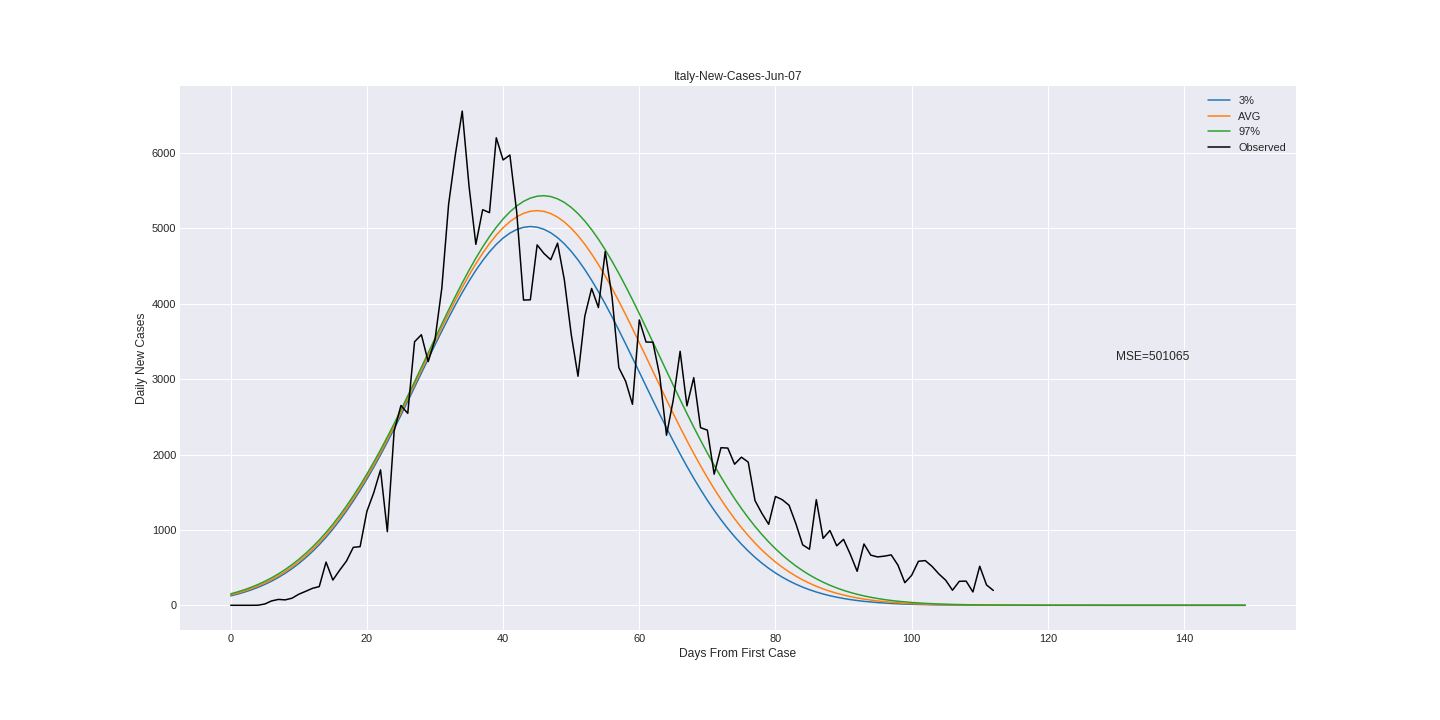 Italy-New-Cases-Jun-07
3%
AVG
97%
Observed
6000
5000
4000
3000
2000
1000
0
Daily New Cases
MSE=501065
0 20 40 60 80 100 120 140
Days From First Case